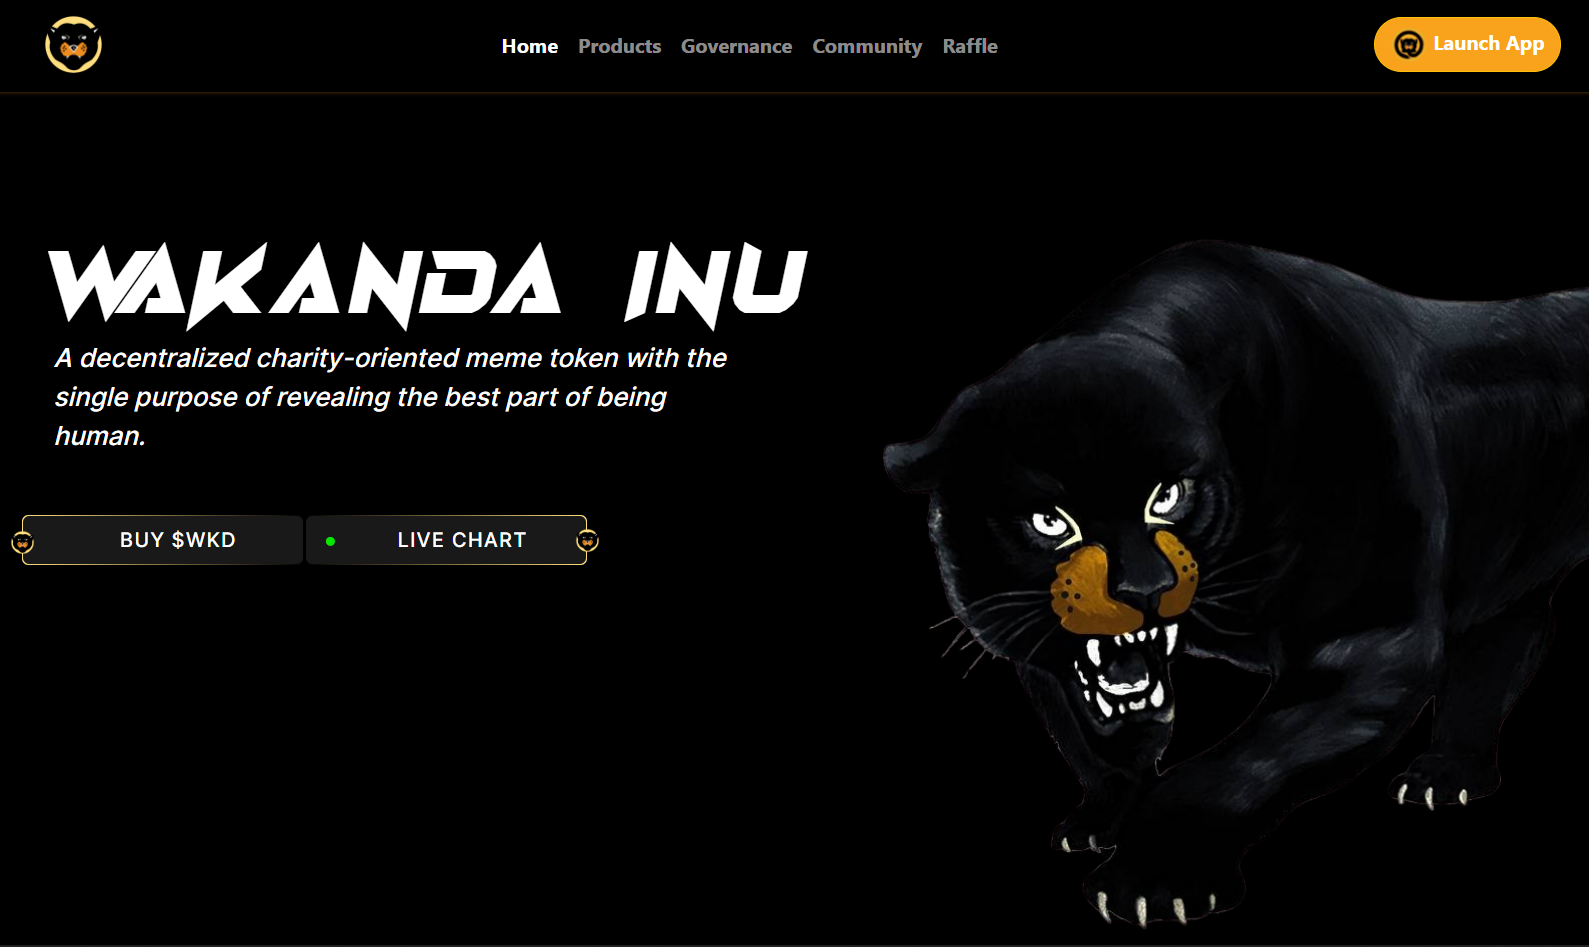 Home Products Governance Community Raffle
Launch App
WAKANDA INU
A decentralized charity-oriented meme token with the
single purpose of revealing the best part of being
human.
BUY $WKD
LIVE CHART